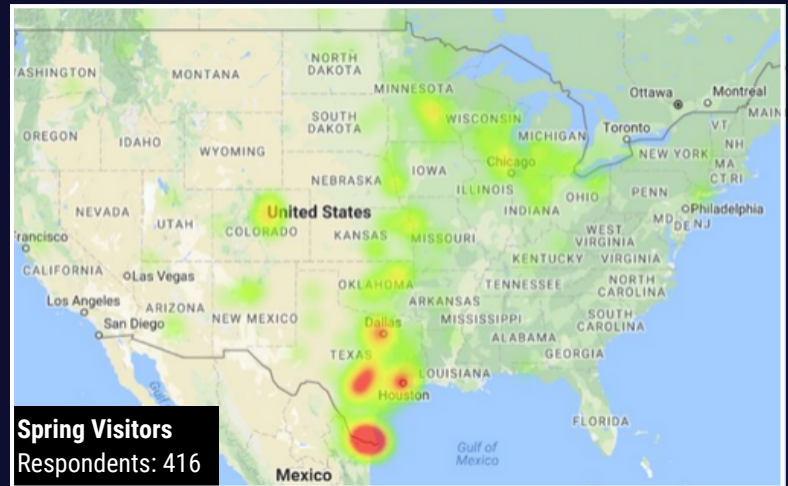 NORTH
DAKOTA
WASHINGTON
MONTANA
MINNESOTA
Ottawa
Montreal
SOUTH
DAKOTA
WISCONSIN
MAIN
OREGON
IDAHO
WYOMING
MICHIGAN
Toronto
VT
NH
NEW YORK
MA
CT RI
IOWA
Chicago
NEBRASKA
ILLINOIS
INDIANA
OHIO
PENN
NEVADA
UTAH
United States
COLORADO
KANSAS
MISSOURI
MD
DE
NJ
Philadelphia
WEST
VIRGINIA
rancisco
CALIFORNIA
Las Vegas
KENTUCKY
VIRGINIA
OKLAHOMA
TENNESSEE
NORTH
CAROLINA
Los Angeles
ARIZONA
NEW MEXICO
ARKANSAS
MISSISSIPPI
SOUTH
CAROLINA
San Diego
Dallas
ALABAMA
TEXAS
GEORGIA
LOUISIANA
Houston
Gulf
FLORIDA
Gulf of
Mexico
Mexico
Spring Visitors
Respondents: 416